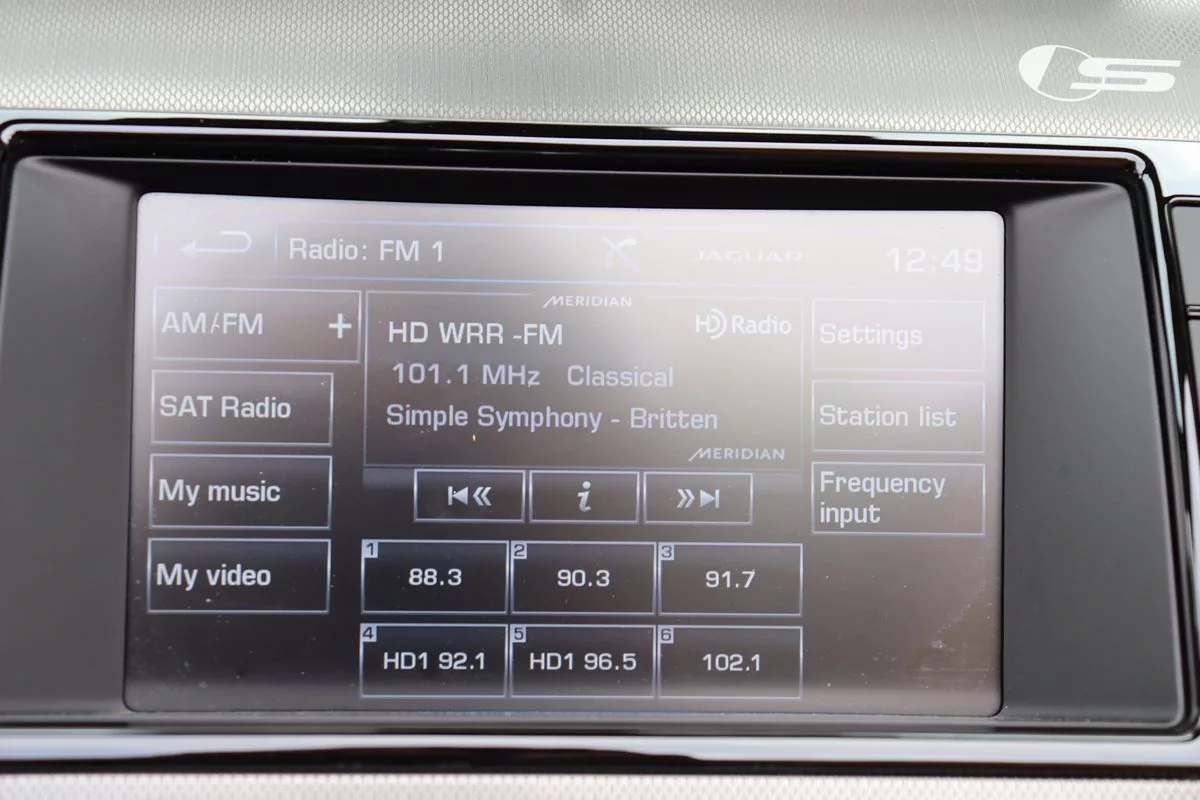 S
Radio: FM 1
JAGUAR
12:49
AM/FM +
MERIDIAN
HD WRR -FM
HD Radio
101.1 MHz Classical
Simple Symphony - Britten
MERIDIAN
Settings
SAT Radio
Station list
My music
Frequency
input
i
My video
1 88.3
2 90.3
3 91.7
4 HD1 92.1
5 HD1 96.5
6 102.1